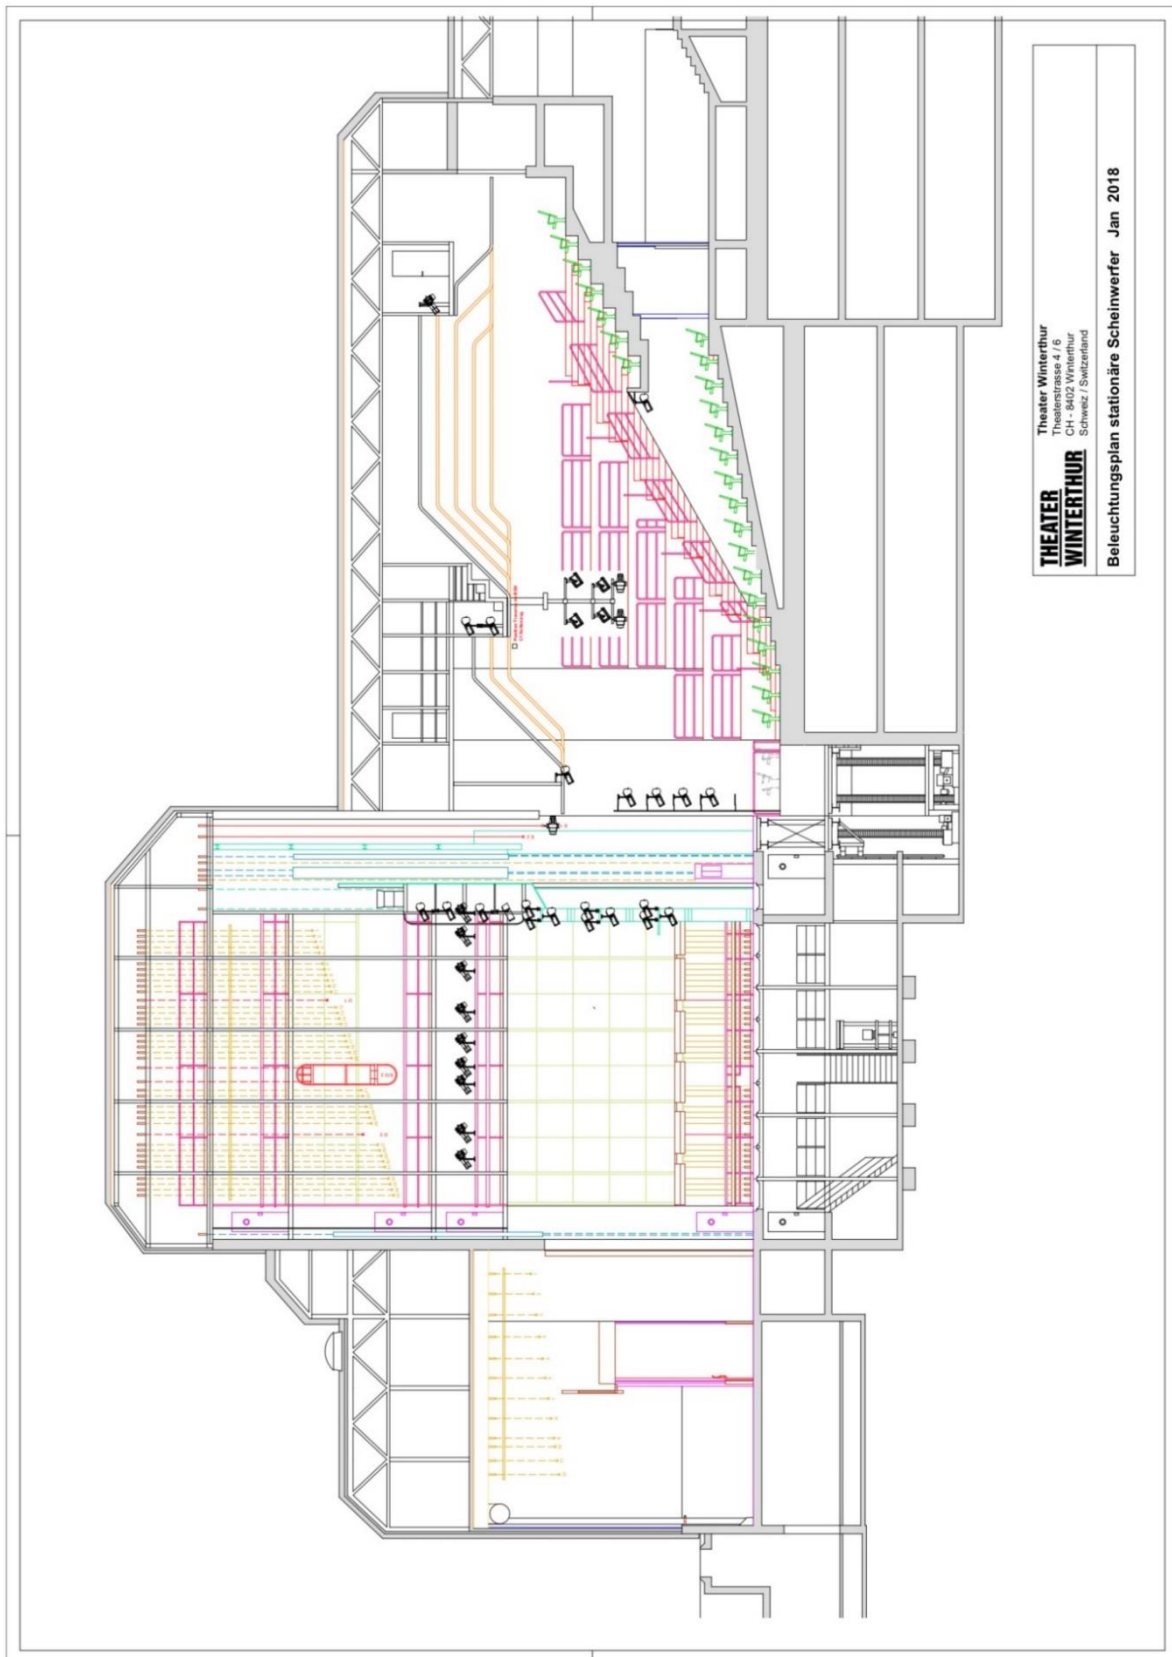 THEATER
WINTERTHUR
Theater Winterthur
Theaterstrasse 4 / 6
CH - 8402 Winterthur
Schweiz / Switzerland
Beleuchtungsplan stationäre Scheinwerfer Jan 2018